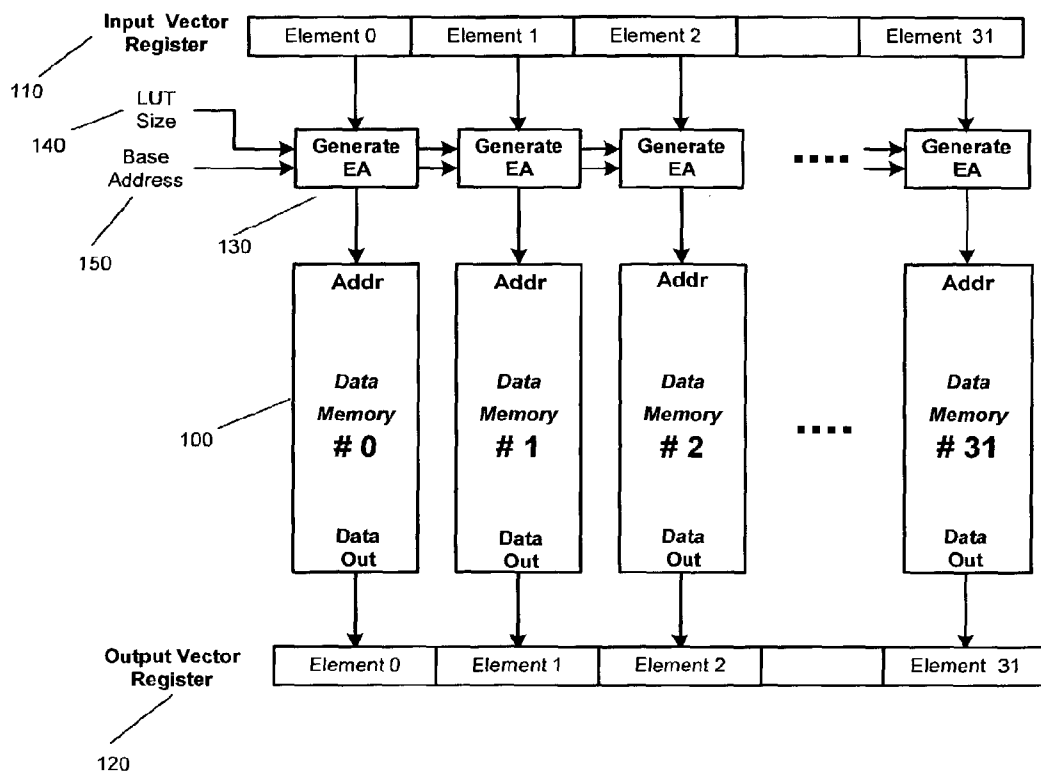 Input Vector
Register
Element 0 Element 1 Element 2 Element 31
110
LUT
Size
140
Base
Address
150
Generate
EA
Generate
EA
Generate
EA
Generate
EA
130
Addr Addr Addr Addr
Data
Memory
# 0
Data
Memory
# 1
Data
Memory
# 2
Data
Memory
# 31
100
Data
Out
Data
Out
Data
Out
Data
Out
Output Vector
Register
Element 0 Element 1 Element 2 Element 31
120